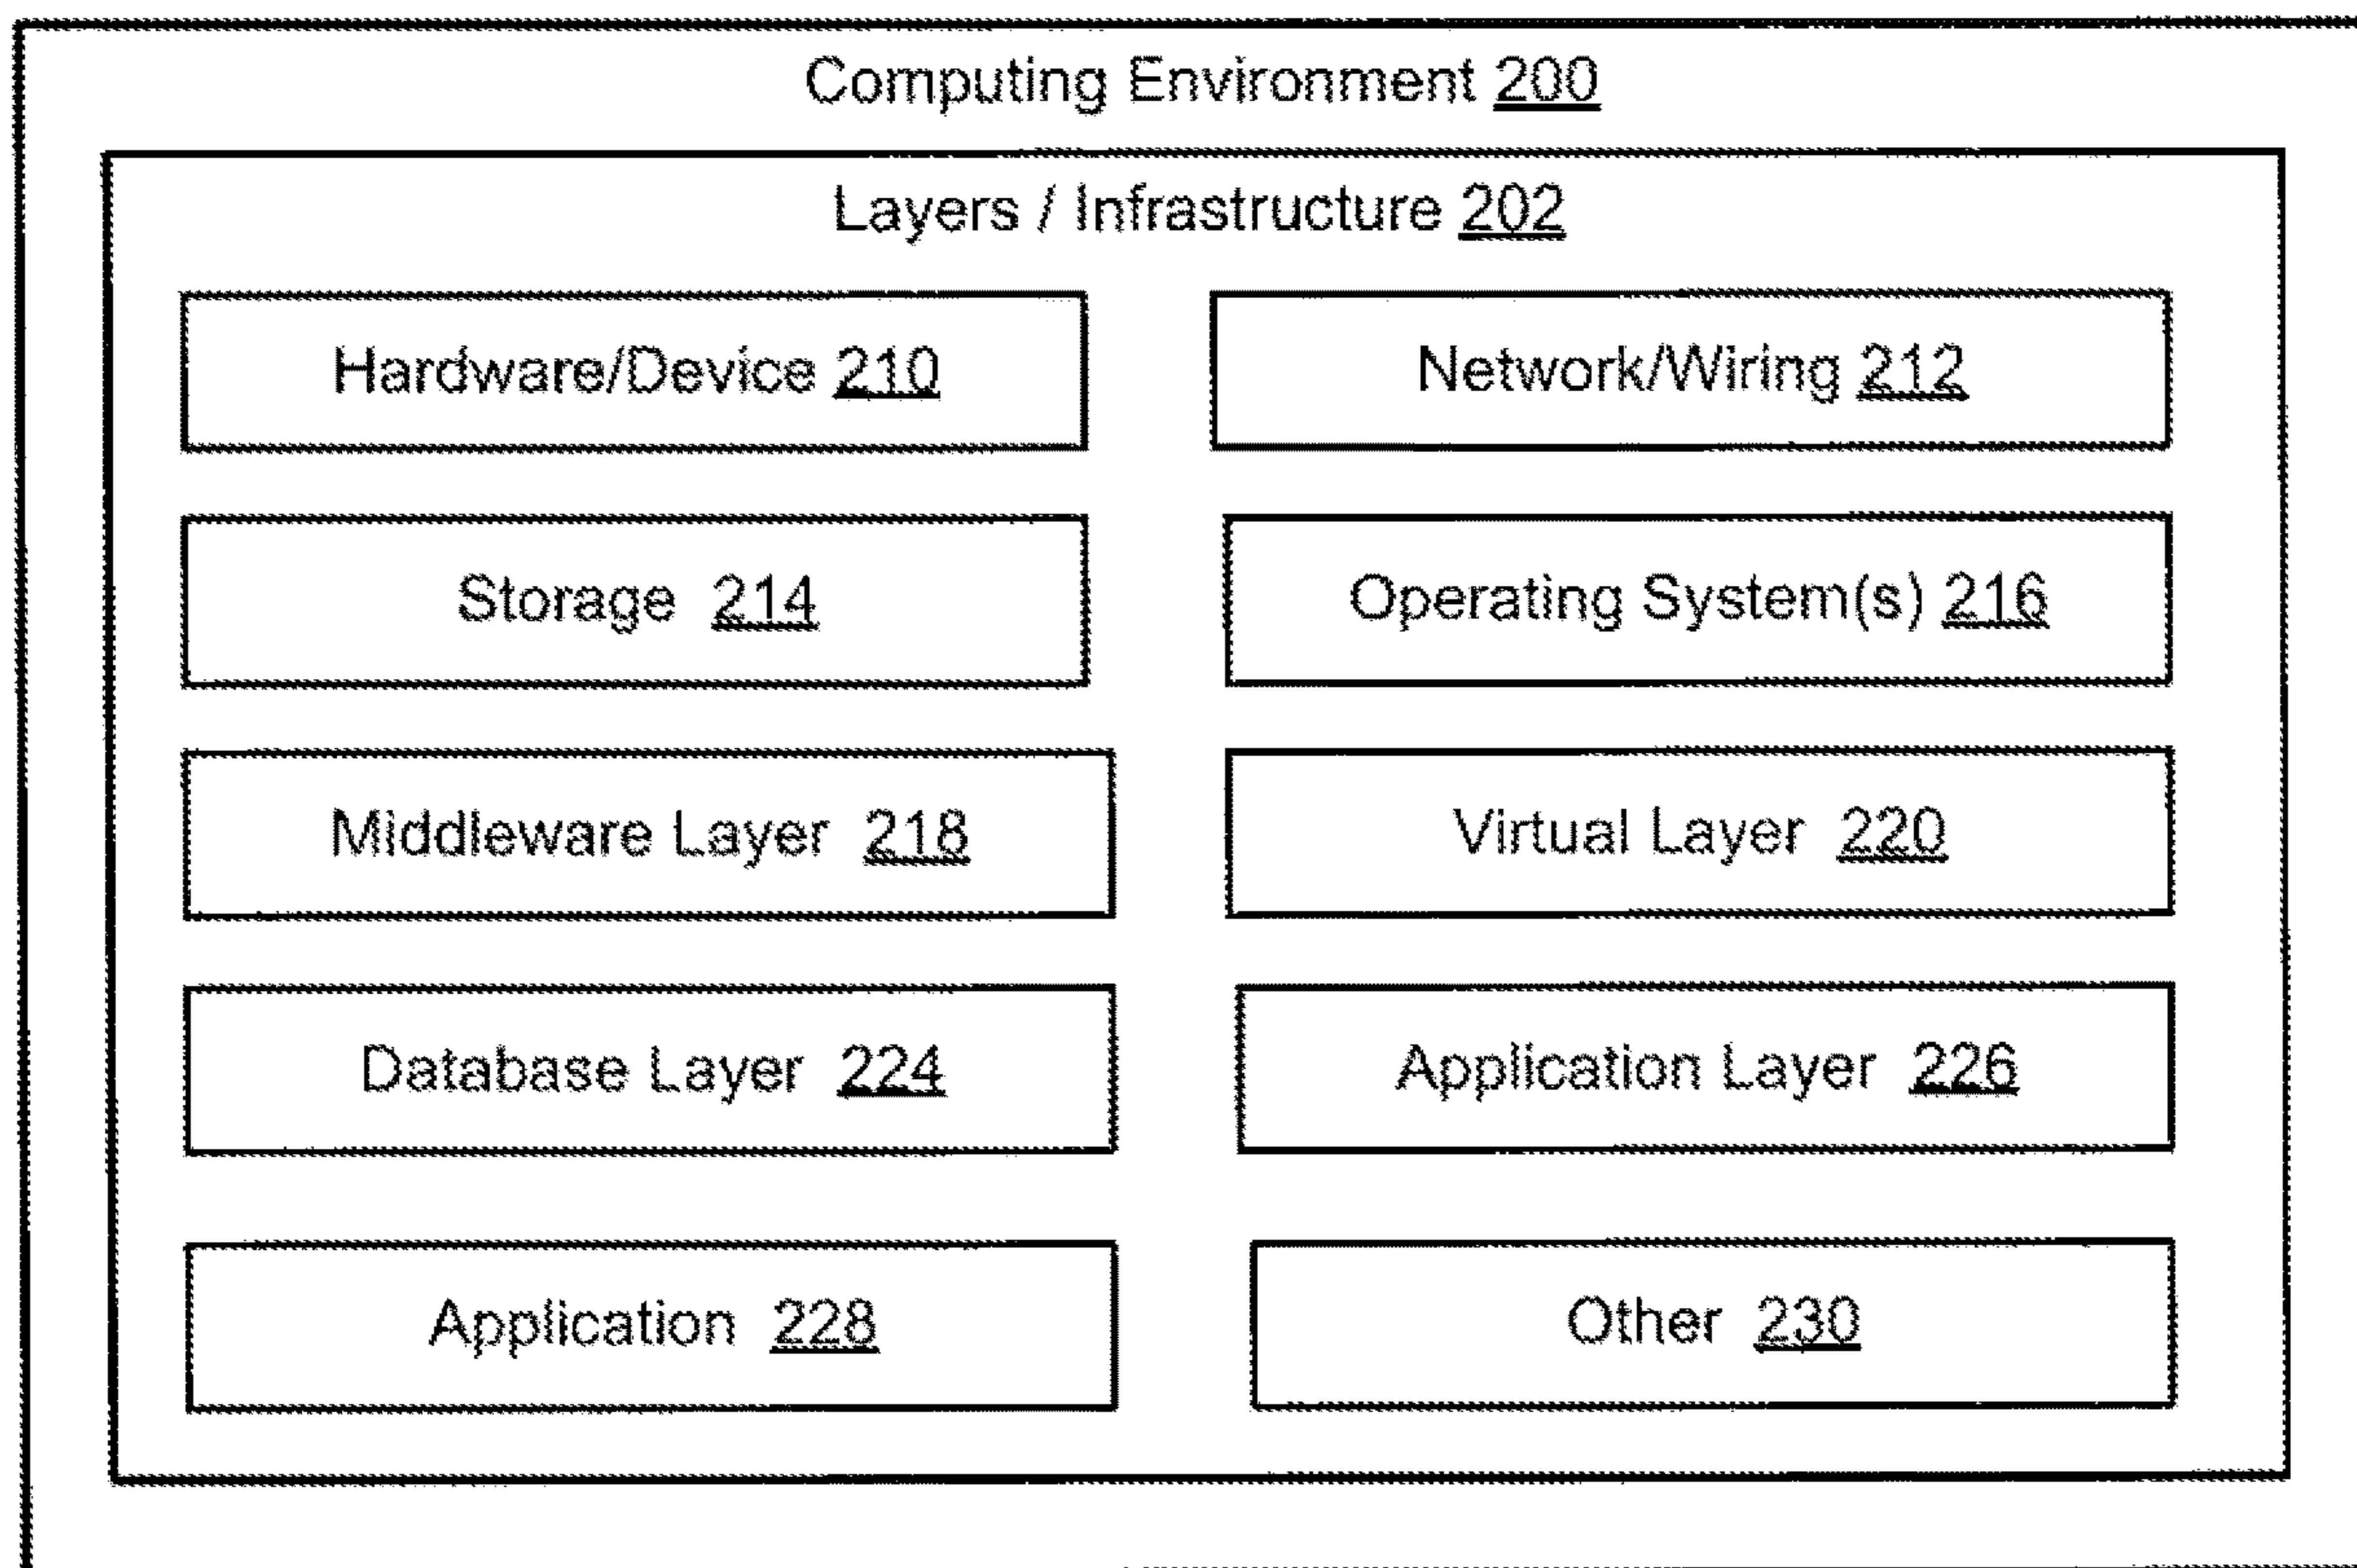 Computing Environment 200
Layers / Infrastructure 202
Hardware/Device 210
Network/Wiring 212
Storage 214
Operating System(s) 216
Middleware Layer 218
Virtual Layer 220
Database Layer 224
Application Layer 226
Application 228
Other 230